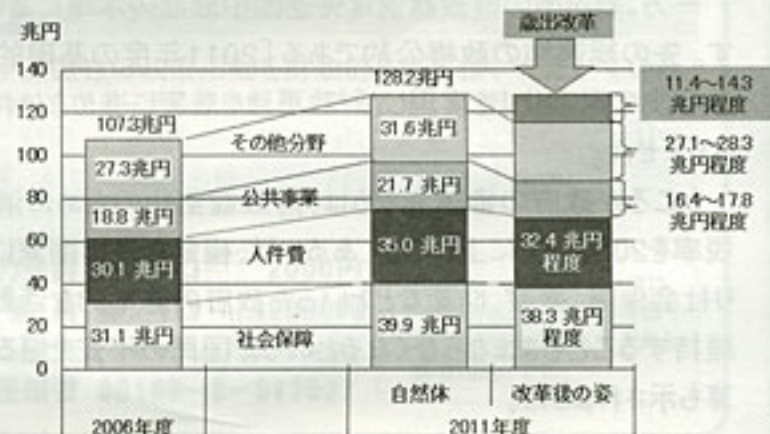 兆円
歳出改革
140
120
100
80
60
40
20
0
107.3兆円
27.3兆円
18.8 兆円
30.1 兆円
31.1 兆円
その他分野
公共事業
人件費
社会保障
128.2兆円
31.6兆円
21.7 兆円
35.0 兆円
39.9 兆円
32.4 兆円
程度
38.3 兆円
程度
11.4〜14.3
兆円程度
27.1〜28.3
兆円程度
16.4〜17.8
兆円程度
自然体
改革後の姿
2006年度
2011年度